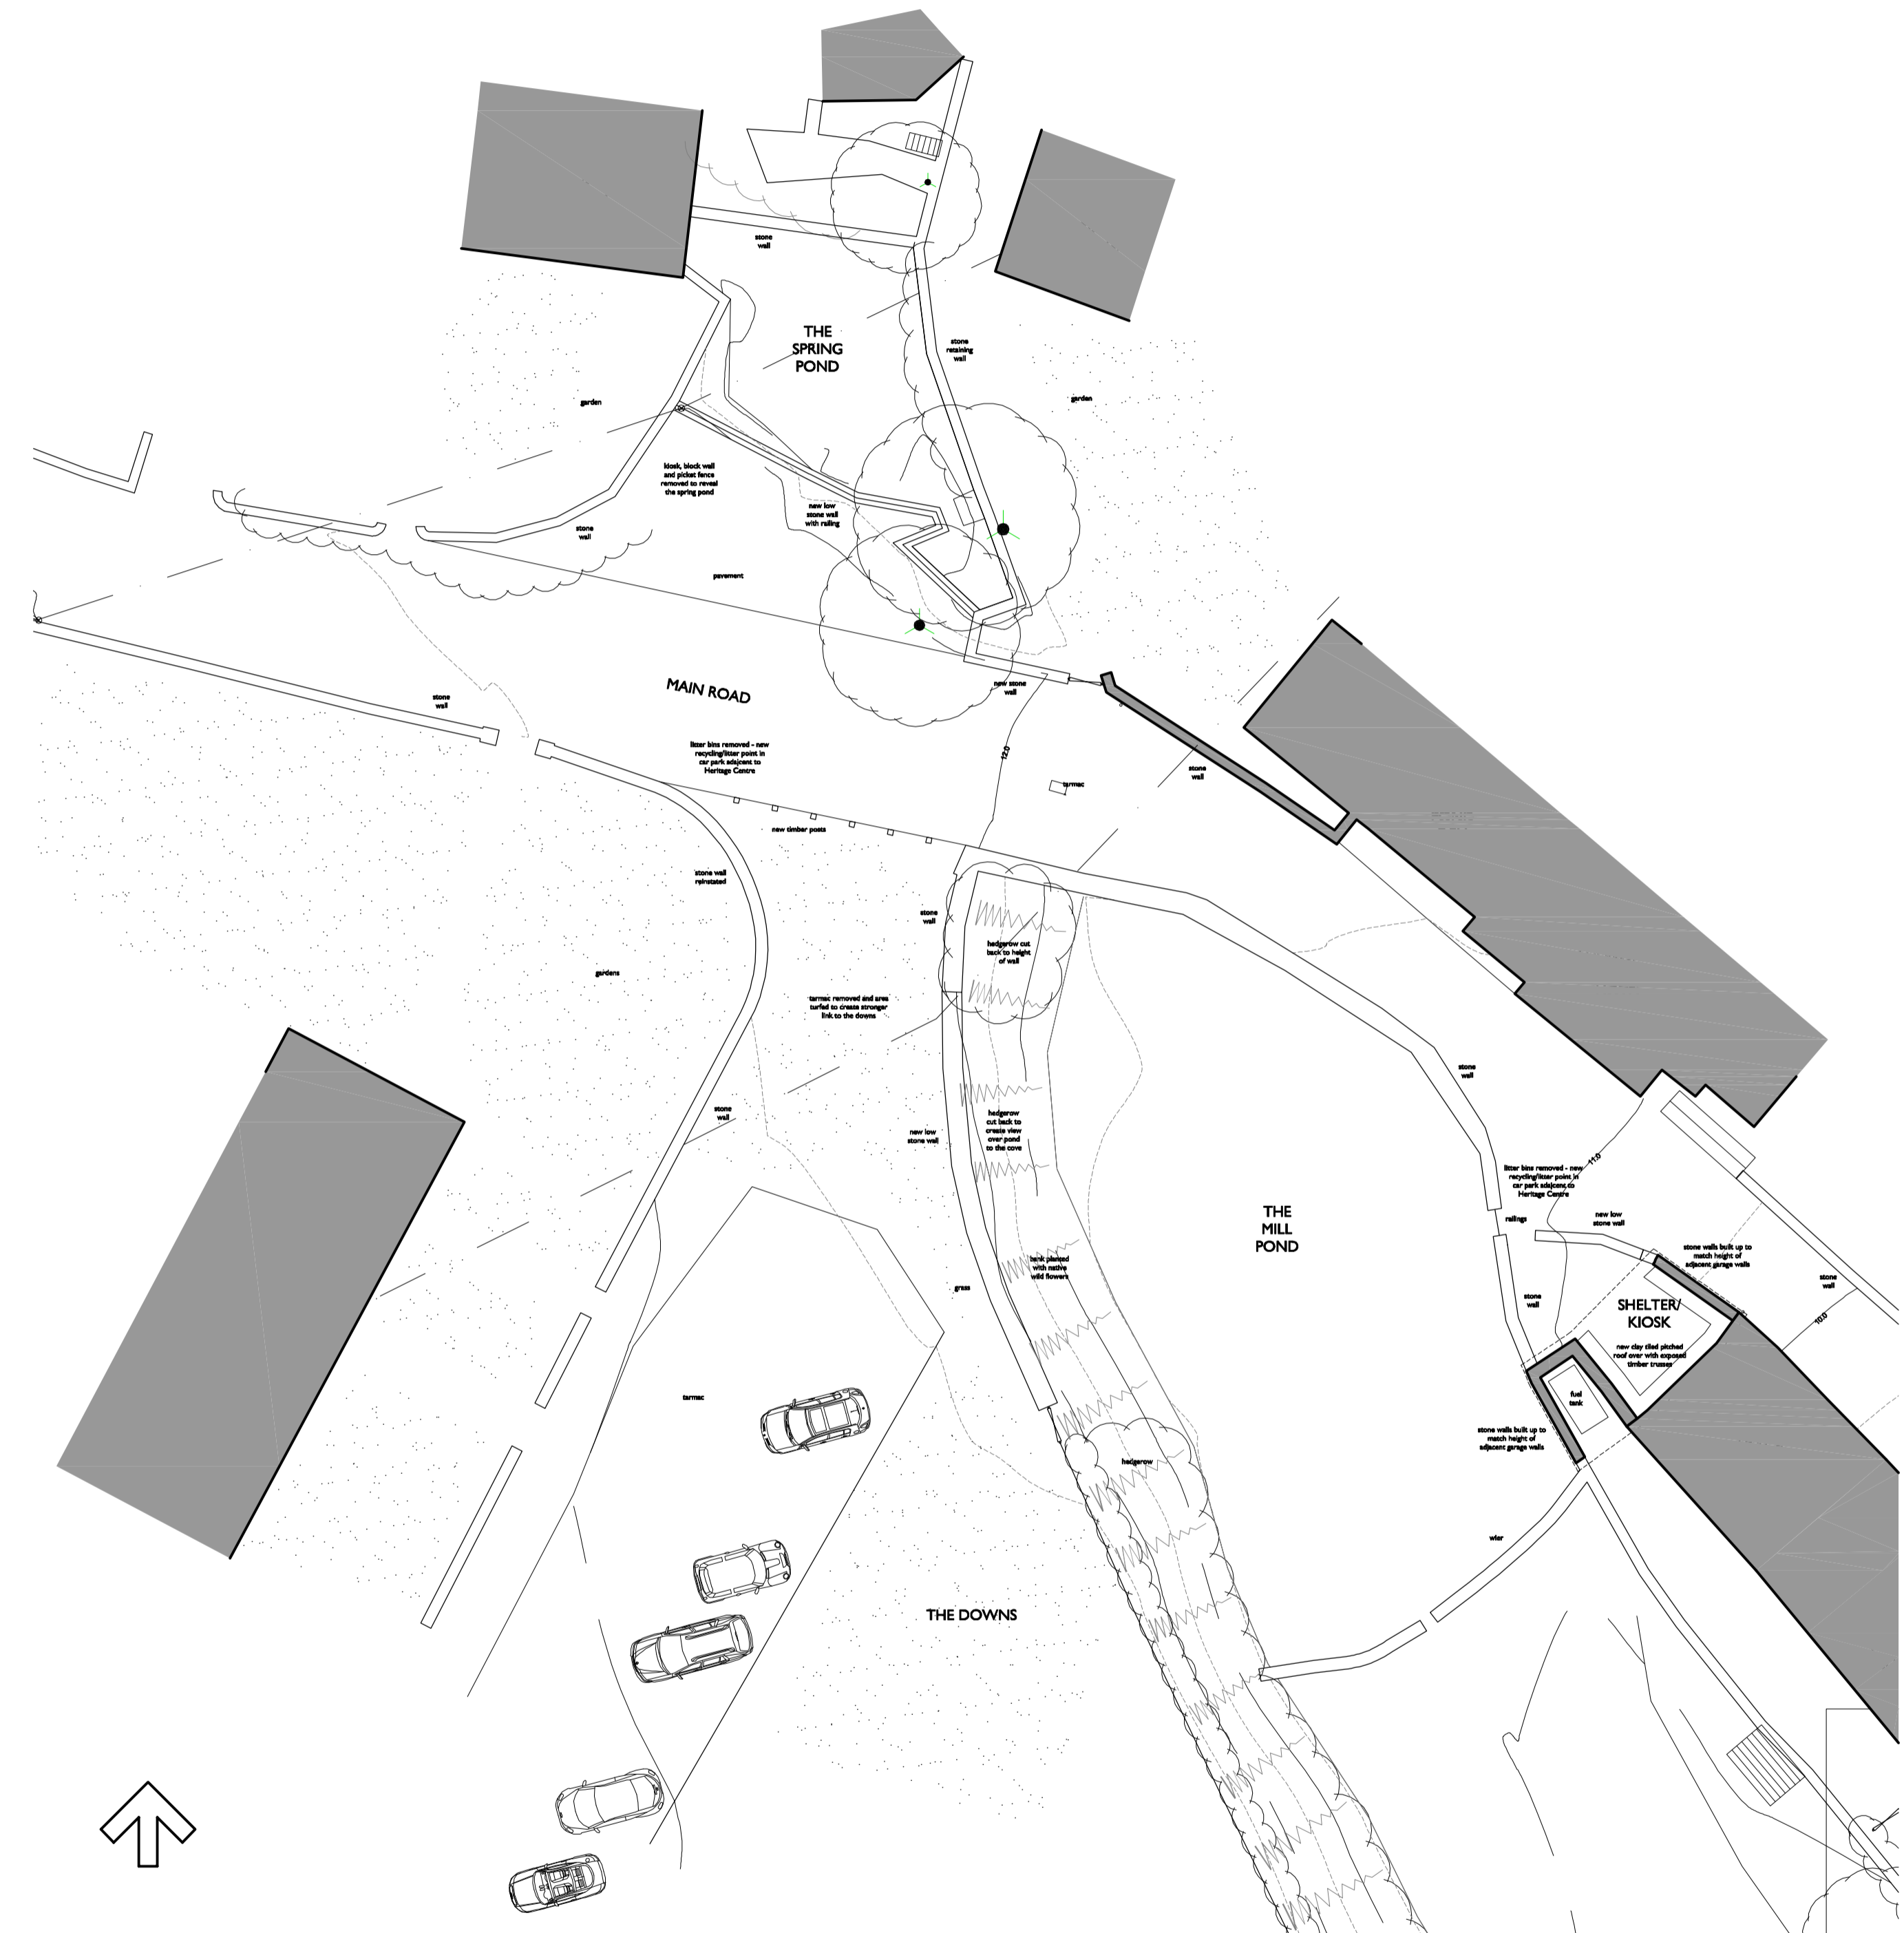 stone
wall
THE
SPRING
POND
stone
retaining
wall
garden
garden
kiosk, block wall
and picket fence
removed to reveal
the spring pond
new low
stone wall
with railing
stone
wall
pavement
MAIN ROAD
stone
wall
new stone
wall
litter bins removed - new
recycling/litter point in
car park adajcent to
Heritage Centre
12.0
tarmac
stone
wall
new timber posts
stone wall
reinstated
stone
wall
hedgerow cut
back to height
of wall
gardens
tarmac removed and area
turfed to create stronger
link to the downs
stone
wall
stone
wall
new low
stone wall
hedgerow
cut back to
create view
over pond
to the cove
THE
MILL
POND
11.0
litter bins removed - new
recycling/litter point in
car park adajcent to
Heritage Centre
railings
new low
stone wall
stone walls built up to
match height of
adjacent garage walls
bank planted
with native
wild flowers
grass
stone
wall
stone
wall
SHELTER/
KIOSK
10.0
new clay tiled pitched
roof over with exposed
timber trusses
fuel
tank
tarmac
stone walls built up to
match height of
adjacent garage walls
hedgerow
wier
THE DOWNS